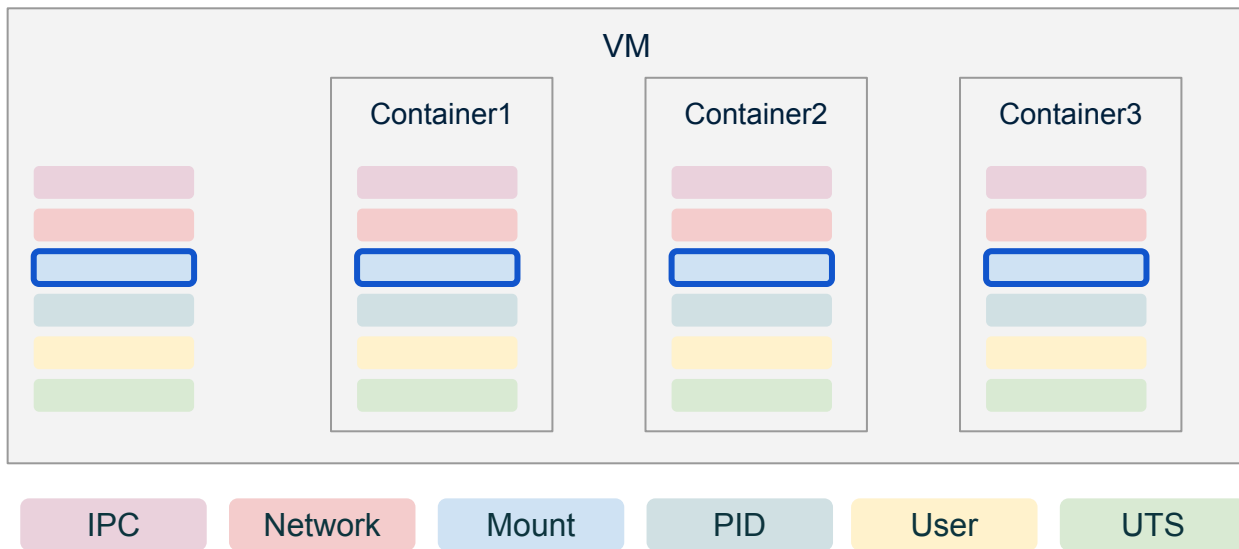 VM
Container1
Container2
Container3
IPC
Network
Mount
PID
User
UTS